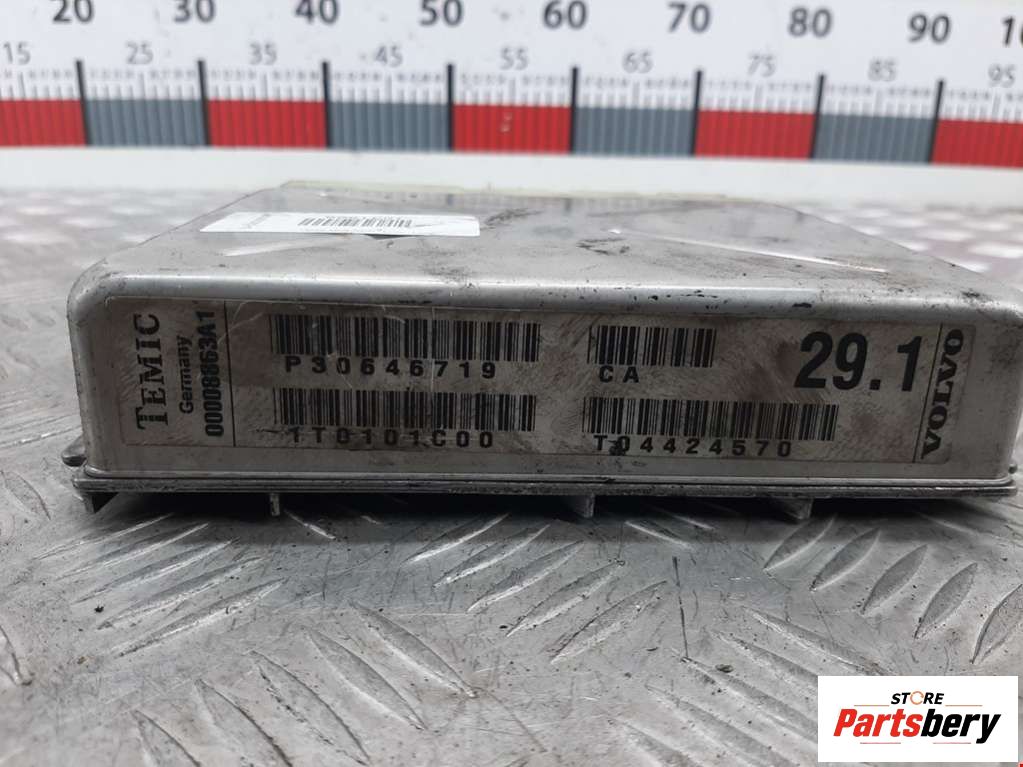 20 30 40 50 60 70 80 90
15 25 35 45 55 65 75 85 95
TEMIC
Germany
00008863A1
P30646719
CA
29.1
VOLVO
1T0101C00
T04424570
STORE
Partsbery